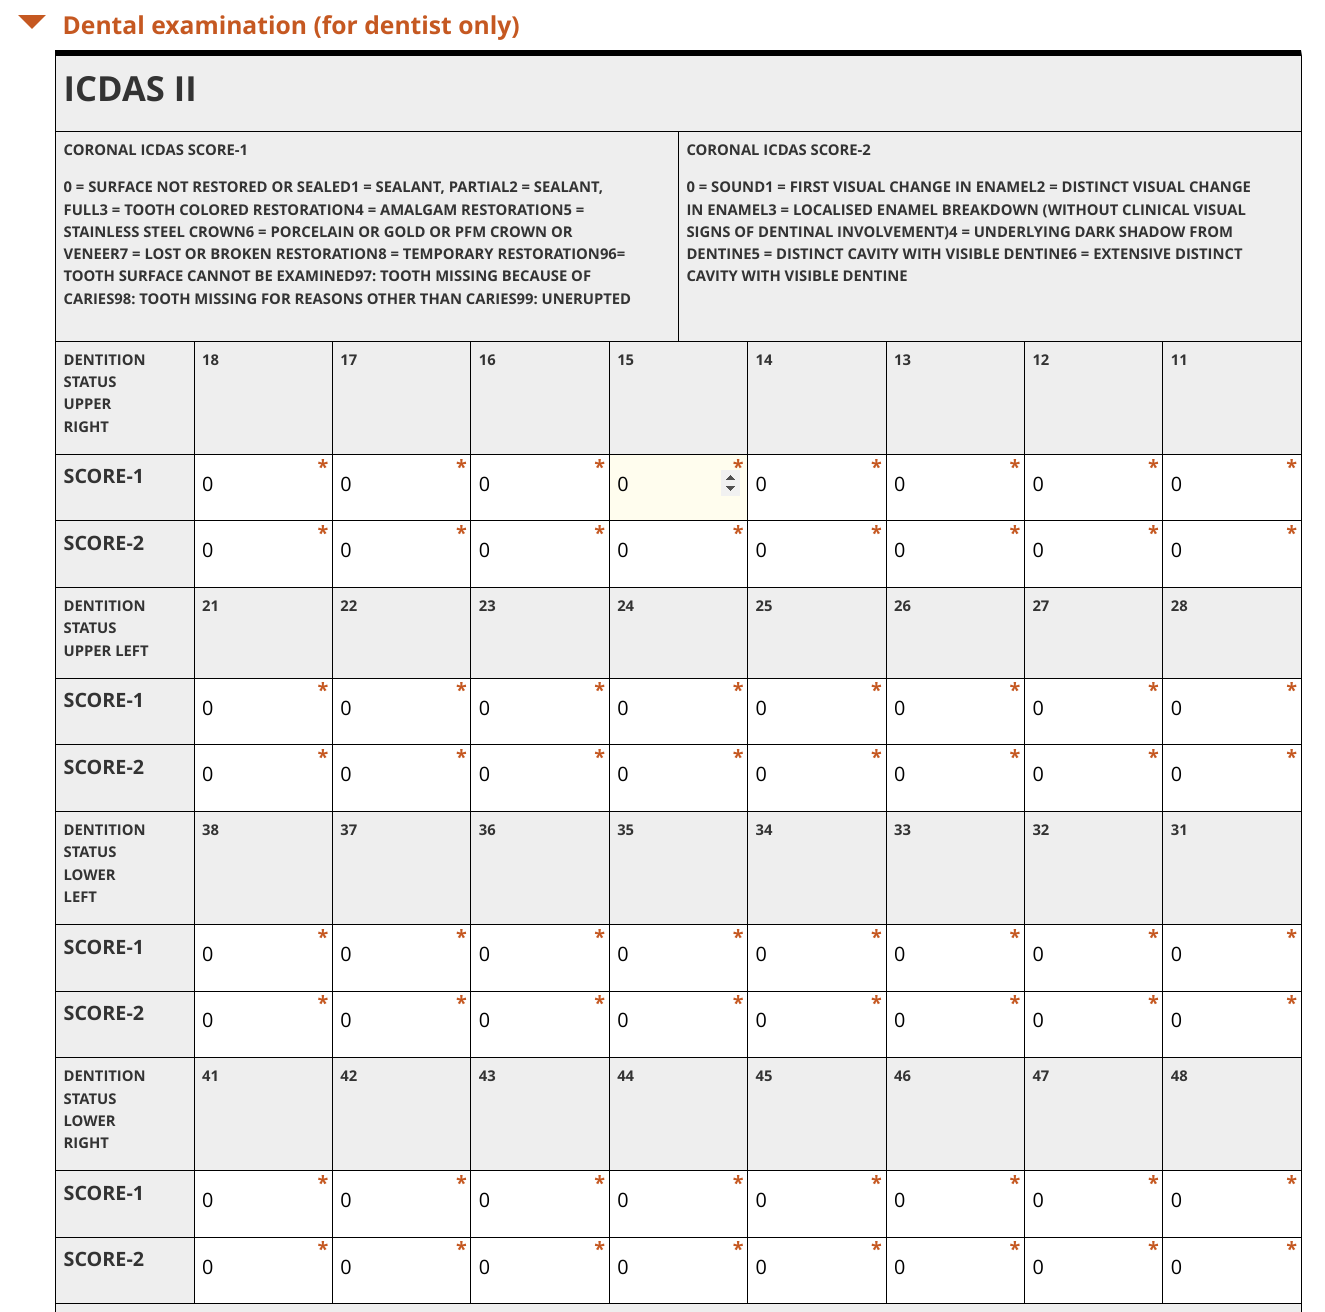 Dental examination (for dentist only)
ICDAS II
CORONAL ICDAS SCORE-1
0 = SURFACE NOT RESTORED OR SEALED1 = SEALANT, PARTIAL2 = SEALANT,
FULL3 = TOOTH COLORED RESTORATION4 = AMALGAM RESTORATION5 =
STAINLESS STEEL CROWN6 = PORCELAIN OR GOLD OR PFM CROWN OR
VENEER7 = LOST OR BROKEN RESTORATION8 = TEMPORARY RESTORATION96=
TOOTH SURFACE CANNOT BE EXAMINED97: TOOTH MISSING BECAUSE OF
CARIES98: TOOTH MISSING FOR REASONS OTHER THAN CARIES99: UNERUPTED
CORONAL ICDAS SCORE-2
0 = SOUND1 = FIRST VISUAL CHANGE IN ENAMEL2 = DISTINCT VISUAL CHANGE
IN ENAMEL3 = LOCALISED ENAMEL BREAKDOWN (WITHOUT CLINICAL VISUAL
SIGNS OF DENTINAL INVOLVEMENT)4 = UNDERLYING DARK SHADOW FROM
DENTINE5 = DISTINCT CAVITY WITH VISIBLE DENTINE6 = EXTENSIVE DISTINCT
CAVITY WITH VISIBLE DENTINE
DENTITION
STATUS
UPPER
RIGHT
18 17 16 15 14 13 12 11
SCORE-1 0 * 0 * 0 * 0 * 0 * 0 * 0 * 0 *
SCORE-2 0 * 0 * 0 * 0 * 0 * 0 * 0 * 0 *
DENTITION
STATUS
UPPER LEFT
21 22 23 24 25 26 27 28
SCORE-1 0 * 0 * 0 * 0 * 0 * 0 * 0 * 0 *
SCORE-2 0 * 0 * 0 * 0 * 0 * 0 * 0 * 0 *
DENTITION
STATUS
LOWER
LEFT
38 37 36 35 34 33 32 31
SCORE-1 0 * 0 * 0 * 0 * 0 * 0 * 0 * 0 *
SCORE-2 0 * 0 * 0 * 0 * 0 * 0 * 0 * 0 *
DENTITION
STATUS
LOWER
RIGHT
41 42 43 44 45 46 47 48
SCORE-1 0 * 0 * 0 * 0 * 0 * 0 * 0 * 0 *
SCORE-2 0 * 0 * 0 * 0 * 0 * 0 * 0 * 0 *